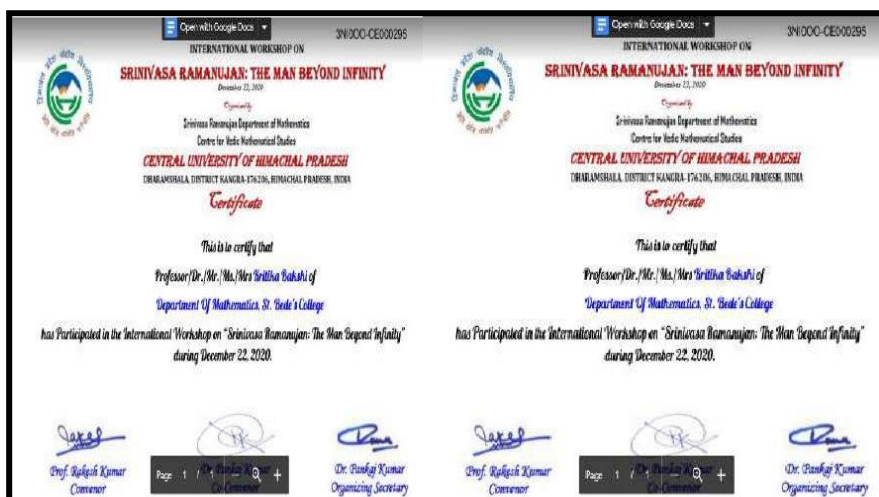 Open with Google Docs
3NIOOO-CE000295
INTERNATIONAL WORKSHOP ON
SRINIVASA RAMANUJAN: THE MAN BEYOND INFINITY
December 22, 2020
Organised by
Srinivasa Ramanujan Department of Mathematics
Centre for Vedic Mathematical Studies
CENTRAL UNIVERSITY OF HIMACHAL PRADESH
DHARAMSHALA, DISTRICT KANGRA-176206, HIMACHAL PRADESH, INDIA
Certificate
This is to certify that
Professor/Dr./Mr./Ms./Mrs Kritika Bakshi of
Department Of Mathematics, St. Bede's College
has Participated in the International Workshop on "Srinivasa Ramanujan: The Man Beyond Infinity"
during December 22, 2020.
Prof. Rakesh Kumar
Convenor
Page 1 /
Dr. Pankaj Kumar
Organizing Secretary
Open with Google Docs
3NIOOO-CE000295
INTERNATIONAL WORKSHOP ON
SRINIVASA RAMANUJAN: THE MAN BEYOND INFINITY
December 22, 2020
Organised by
Srinivasa Ramanujan Department of Mathematics
Centre for Vedic Mathematical Studies
CENTRAL UNIVERSITY OF HIMACHAL PRADESH
DHARAMSHALA, DISTRICT KANGRA-176206, HIMACHAL PRADESH, INDIA
Certificate
This is to certify that
Professor/Dr./Mr./Ms./Mrs Kritika Bakshi of
Department Of Mathematics, St. Bede's College
has Participated in the International Workshop on "Srinivasa Ramanujan: The Man Beyond Infinity"
during December 22, 2020.
Prof. Rakesh Kumar
Convenor
Page 1 /
Dr. Pankaj Kumar
Organizing Secretary